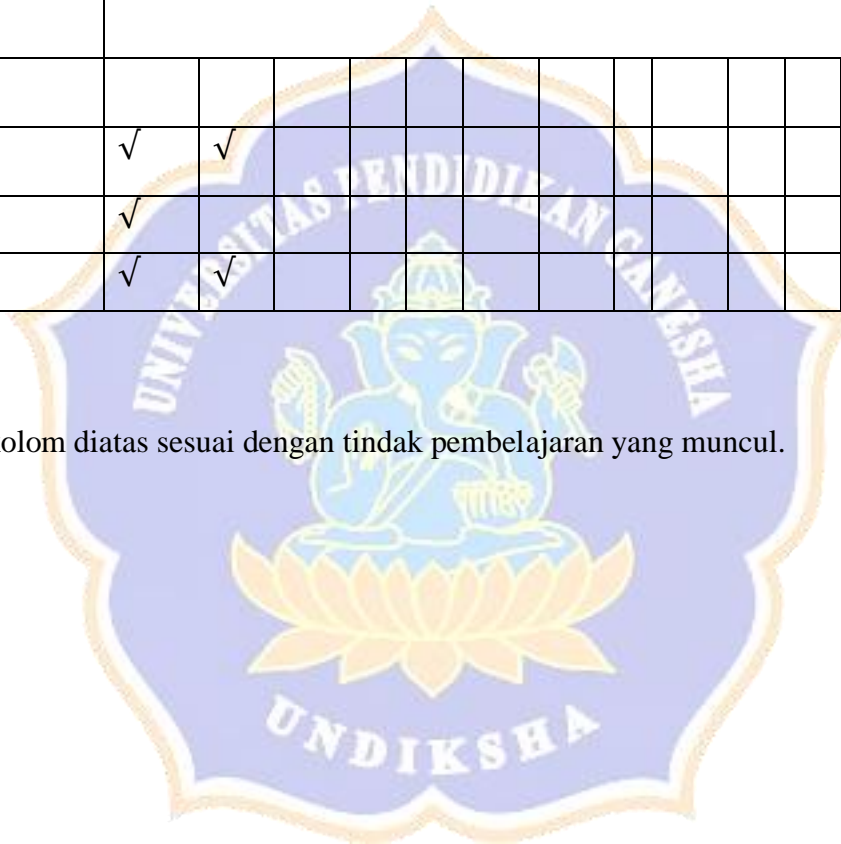 √ √
√
√ √
UNIVERSITAS PENDIDIKAN GANESHA
olom diatas sesuai dengan tindak pembelajaran yang muncul.
UNDIKSHA